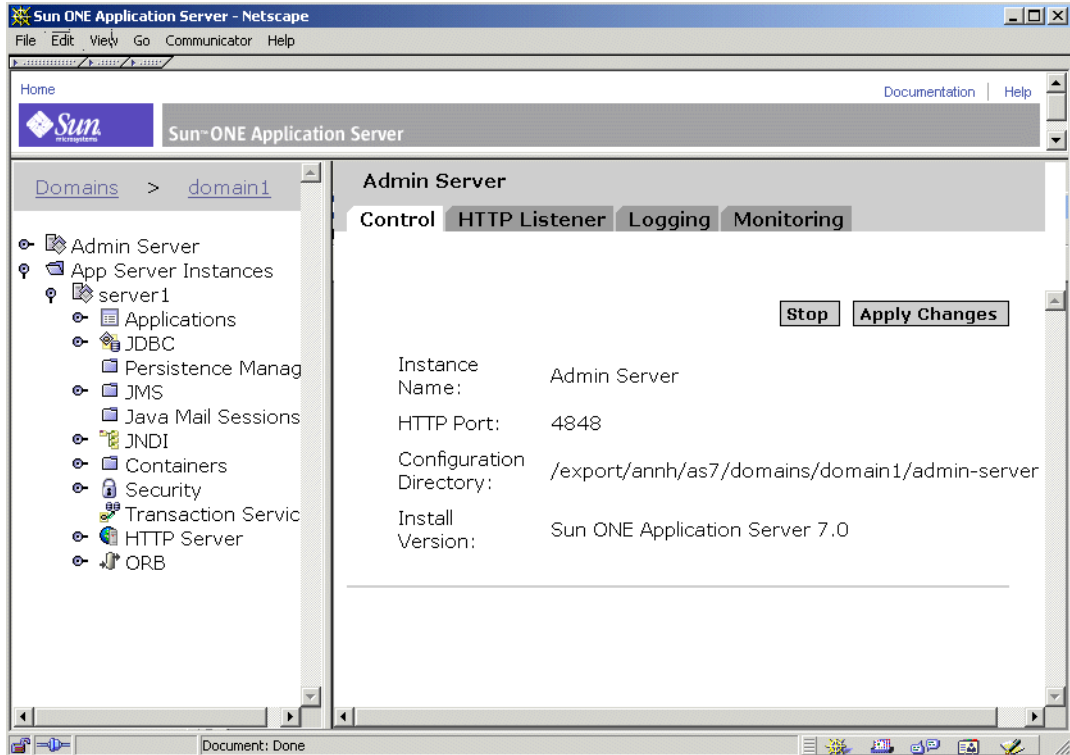 Sun ONE Application Server - Netscape
File Edit View Go Communicator Help
Home
Documentation | Help
Sun
microsystems
Sun™ ONE Application Server
Domains > domain1
Admin Server
App Server Instances
server1
Applications
JDBC
Persistence Manag
JMS
Java Mail Sessions
JNDI
Containers
Security
Transaction Servic
HTTP Server
ORB
Admin Server
Control HTTP Listener Logging Monitoring
Stop Apply Changes
Instance
Name:
Admin Server
HTTP Port: 4848
Configuration
Directory:
/export/annh/as7/domains/domain1/admin-server
Install
Version:
Sun ONE Application Server 7.0
Document: Done